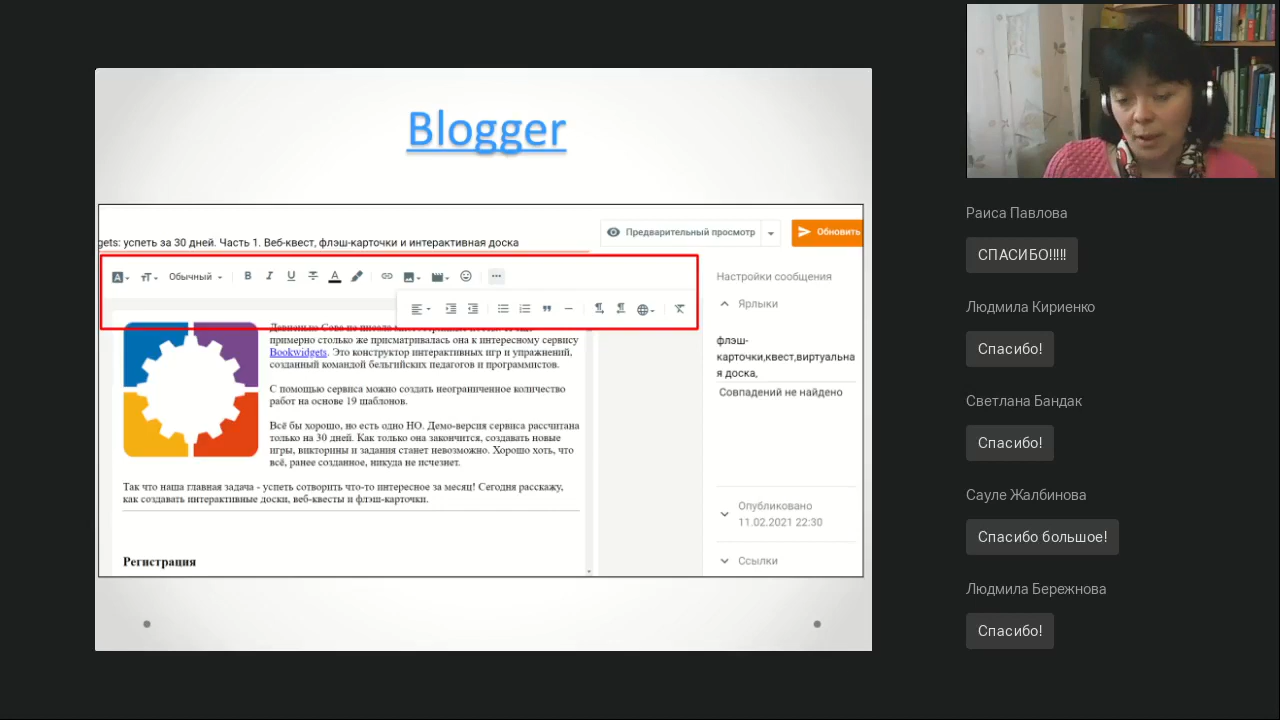 Blogger
gets: успеть за 30 дней. Часть 1. Веб-квест, флэш-карточки и интерактивная доска
Предварительный просмотр
Обновить
Обычный
B I U A
Настройки сообщения
Ярлыки
флэш-
карточки,квест,виртуальна
я доска,
Совпадений не найдено
Опубликовано
11.02.2021 22:30
Ссылки
примерно столько же присматривалась она к интересному сервису
Bookwidgets. Это конструктор интерактивных игр и упражнений,
созданный командой бельгийских педагогов и программистов.
С помощью сервиса можно создать неограниченное количество
работ на основе 19 шаблонов.
Всё бы хорошо, но есть одно НО. Демо-версия сервиса рассчитана
только на 30 дней. Как только она закончится, создавать новые
игры, викторины и задания станет невозможно. Хорошо хоть, что
всё, ранее созданное, никуда не исчезнет.
Так что наша главная задача - успеть сотворить что-то интересное за месяц! Сегодня расскажу,
как создавать интерактивные доски, веб-квесты и флэш-карточки.
Регистрация
Раиса Павлова
СПАСИБО!!!!!
Людмила Кириенко
Спасибо!
Светлана Бандак
Спасибо!
Сауле Жалбинова
Спасибо большое!
Людмила Бережнова
Спасибо!